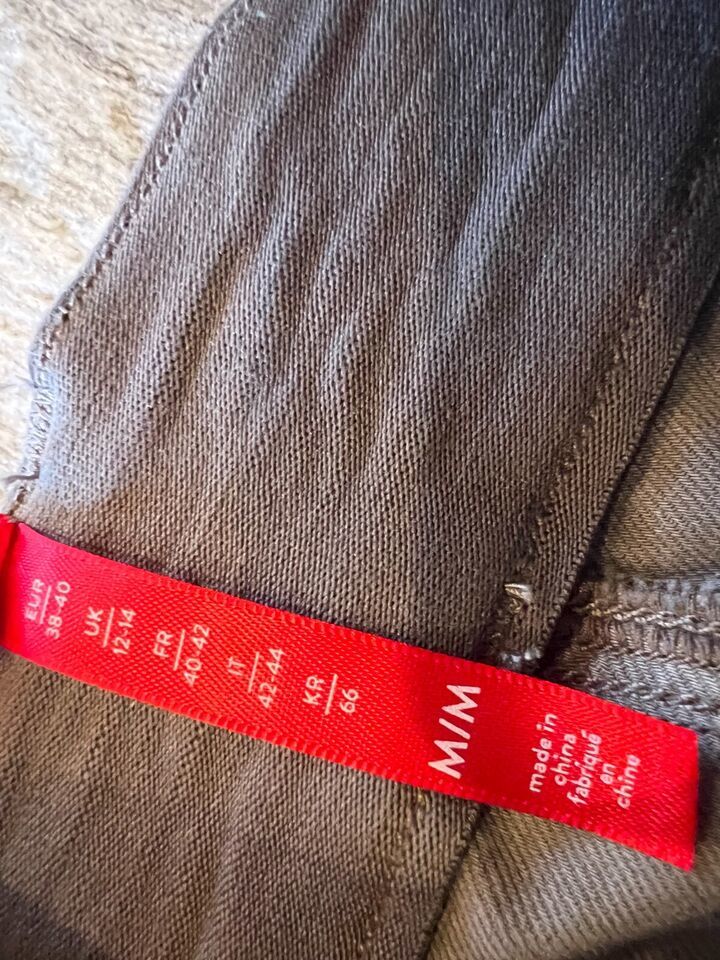 EUR
38-40
UK
12-14
FR
40-42
IT
42-44
KR
66
M/M
made in
china
fabriqué
en
chine